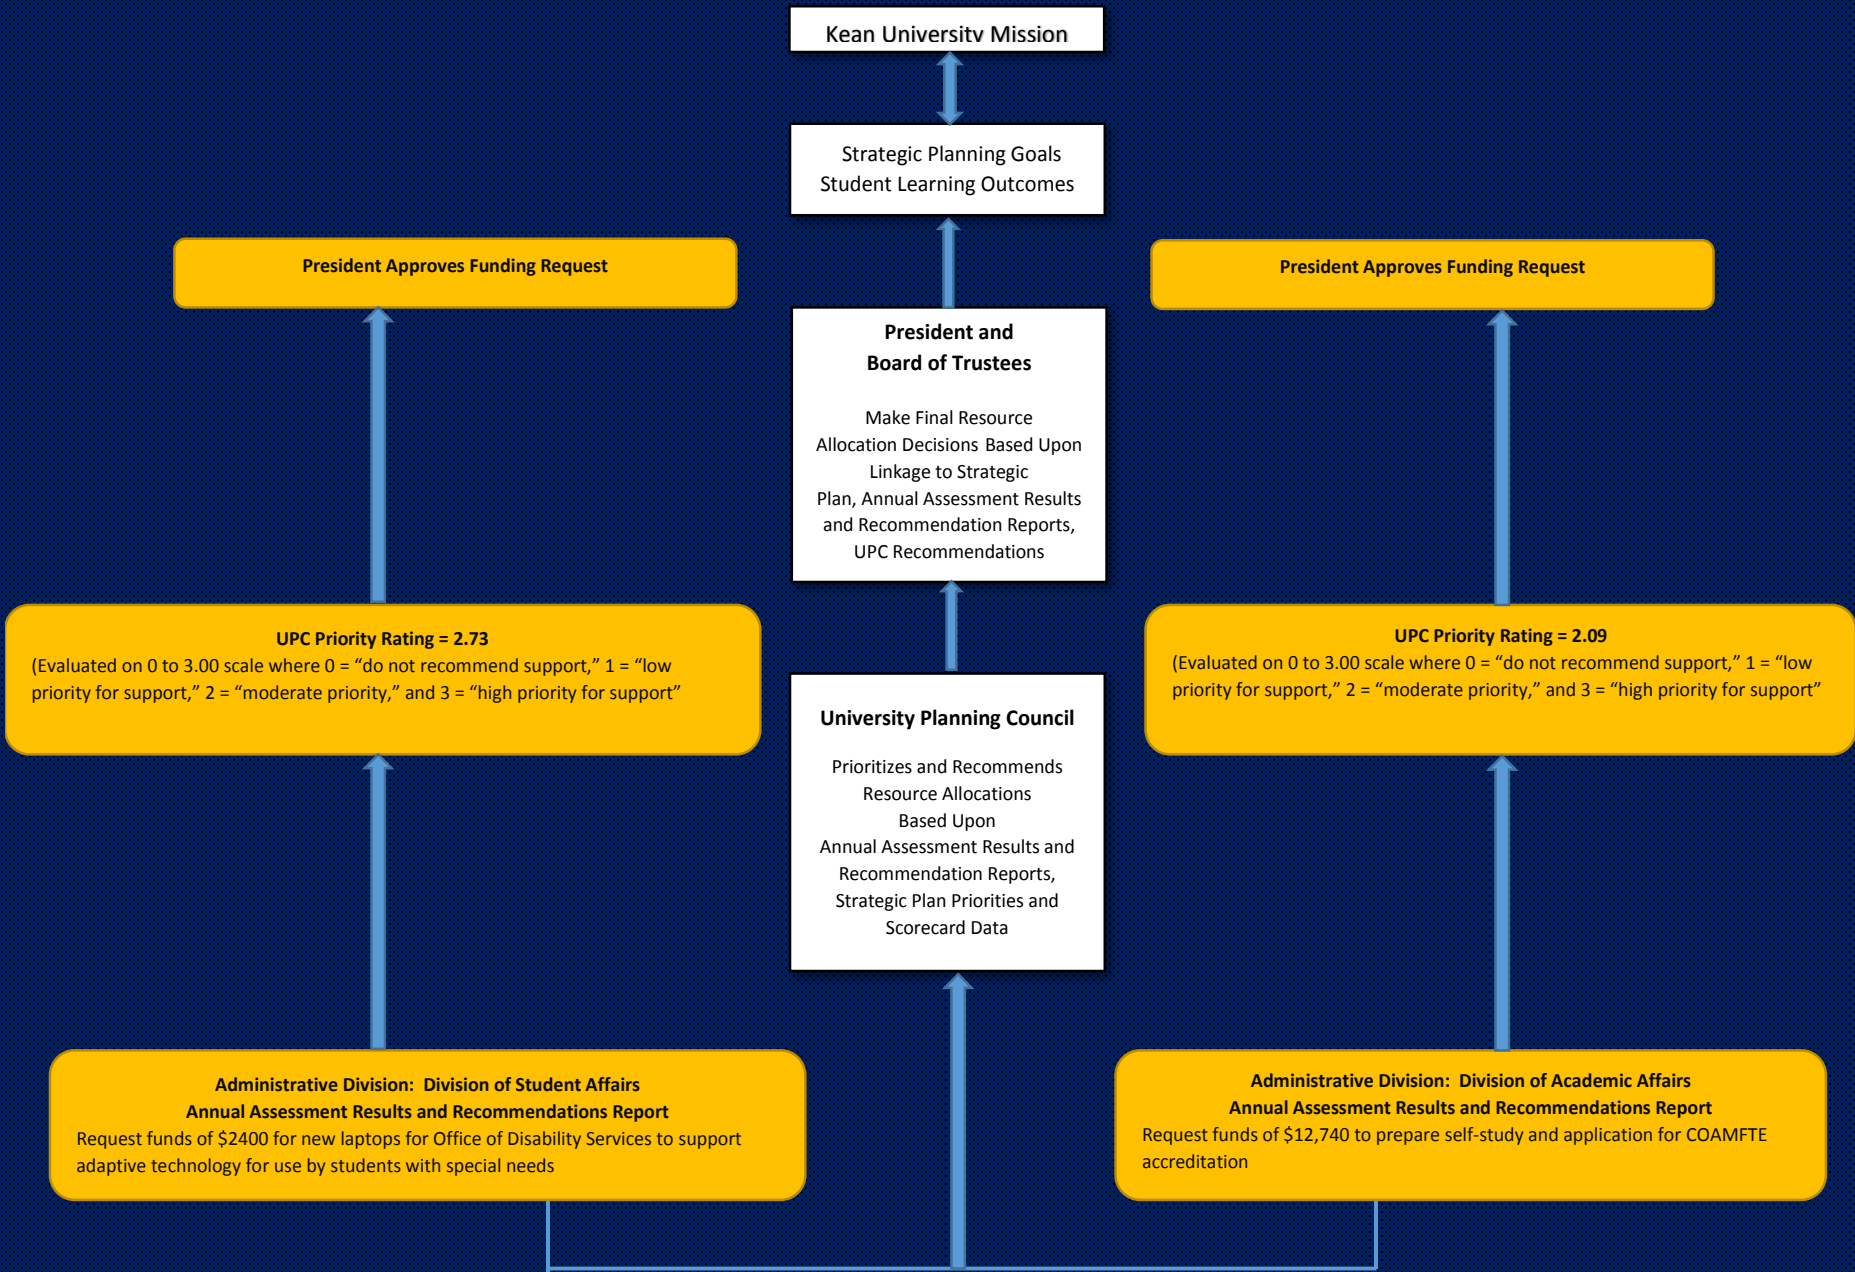 Kean University Mission
Strategic Planning Goals
Student Learning Outcomes
President Approves Funding Request
President Approves Funding Request
President and
Board of Trustees
Make Final Resource
Allocation Decisions Based Upon
Linkage to Strategic
Plan, Annual Assessment Results
and Recommendation Reports,
UPC Recommendations
UPC Priority Rating = 2.73
(Evaluated on 0 to 3.00 scale where 0 = “do not recommend support,” 1 = “low
priority for support,” 2 = “moderate priority,” and 3 = “high priority for support”
UPC Priority Rating = 2.09
(Evaluated on 0 to 3.00 scale where 0 = “do not recommend support,” 1 = “low
priority for support,” 2 = “moderate priority,” and 3 = “high priority for support”
University Planning Council
Prioritizes and Recommends
Resource Allocations
Based Upon
Annual Assessment Results and
Recommendation Reports,
Strategic Plan Priorities and
Scorecard Data
Administrative Division: Division of Student Affairs
Annual Assessment Results and Recommendations Report
Request funds of $2400 for new laptops for Office of Disability Services to support
adaptive technology for use by students with special needs
Administrative Division: Division of Academic Affairs
Annual Assessment Results and Recommendations Report
Request funds of $12,740 to prepare self-study and application for COAMFTE
accreditation